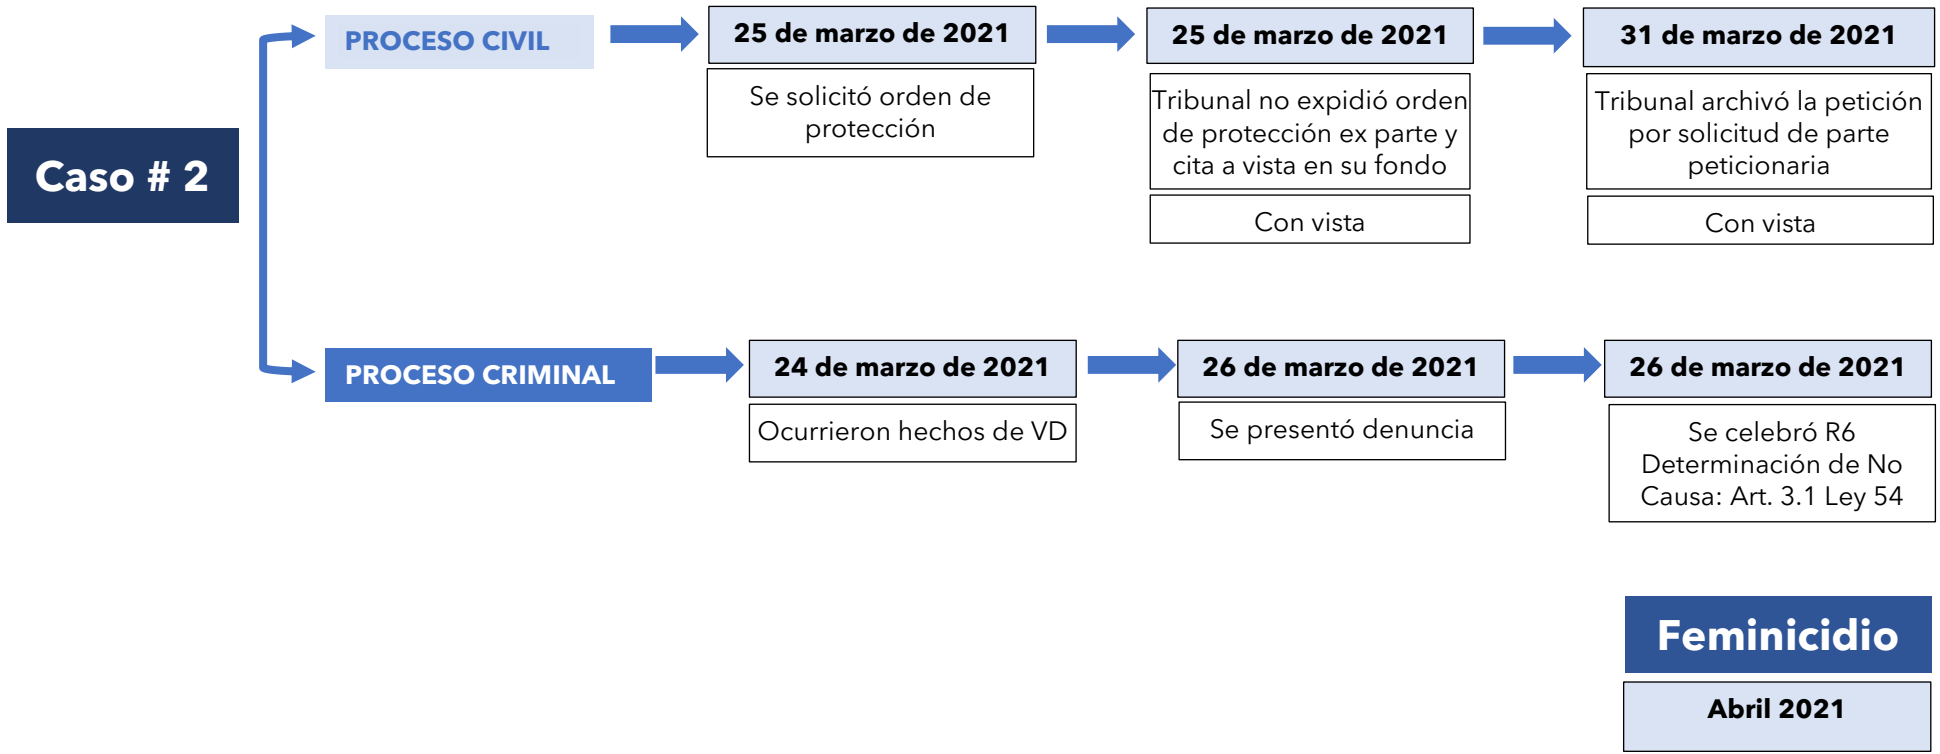 Caso # 2
PROCESO CIVIL
25 de marzo de 2021
Se solicitó orden de
protección
25 de marzo de 2021
Tribunal no expidió orden
de protección ex parte y
cita a vista en su fondo
Con vista
31 de marzo de 2021
Tribunal archivó la petición
por solicitud de parte
peticionaria
Con vista
PROCESO CRIMINAL
24 de marzo de 2021
Ocurrieron hechos de VD
26 de marzo de 2021
Se presentó denuncia
26 de marzo de 2021
Se celebró R6
Determinación de No
Causa: Art. 3.1 Ley 54
Feminicidio
Abril 2021